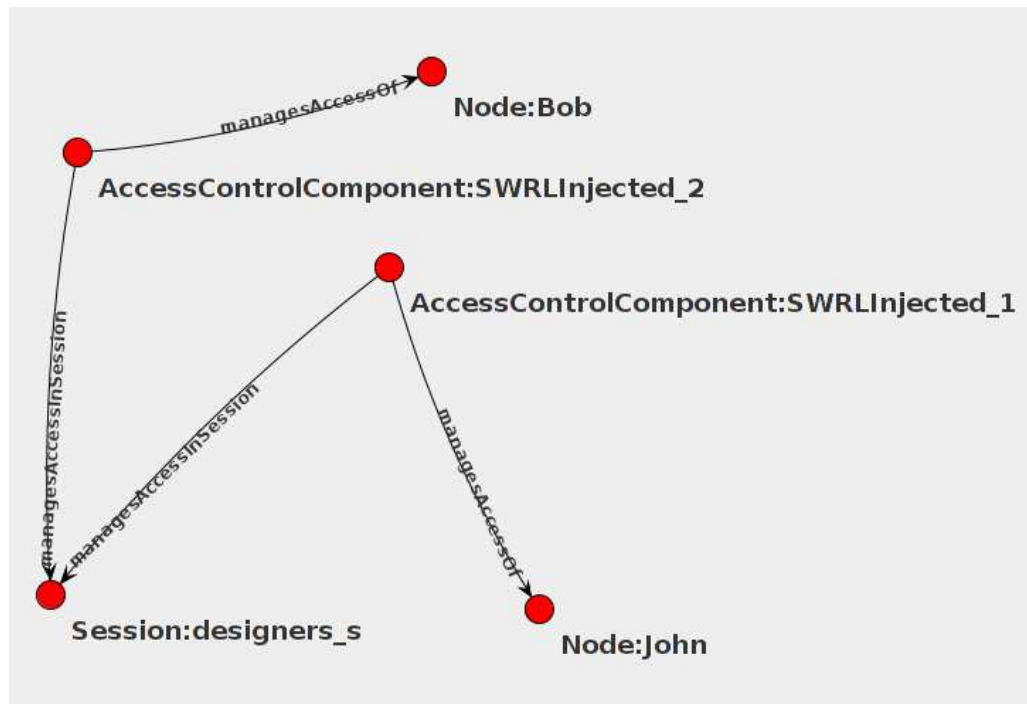 managesAccessOf
Node:Bob
AccessControlComponent:SWRLInjected_2
AccessControlComponent:SWRLInjected_1
managesAccessInSession
managesAccessInSession
managesAccessOf
Session:designers_s
Node:John